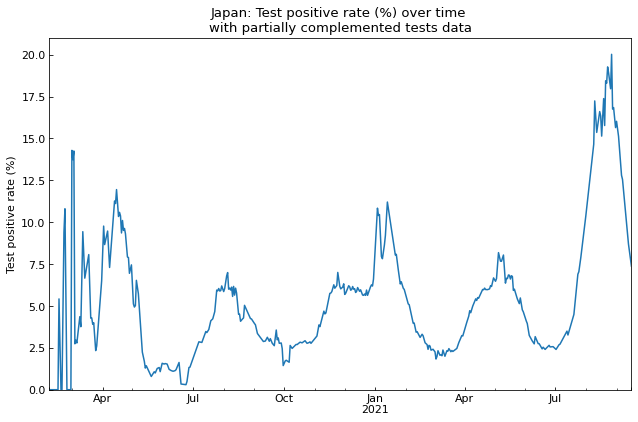 Japan: Test positive rate (%) over time
with partially complemented tests data
Test positive rate (%)
20.0
17.5
15.0
12.5
10.0
7.5
5.0
2.5
0.0
Apr Jul Oct Jan Apr Jul
2021